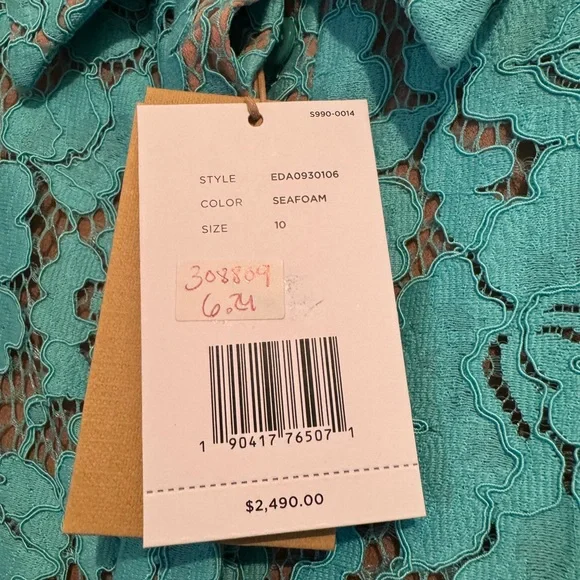 S990-0014
STYLE EDA0930106
COLOR SEAFOAM
SIZE 10
308809
6.24
1 90417 76507 1
$2,490.00